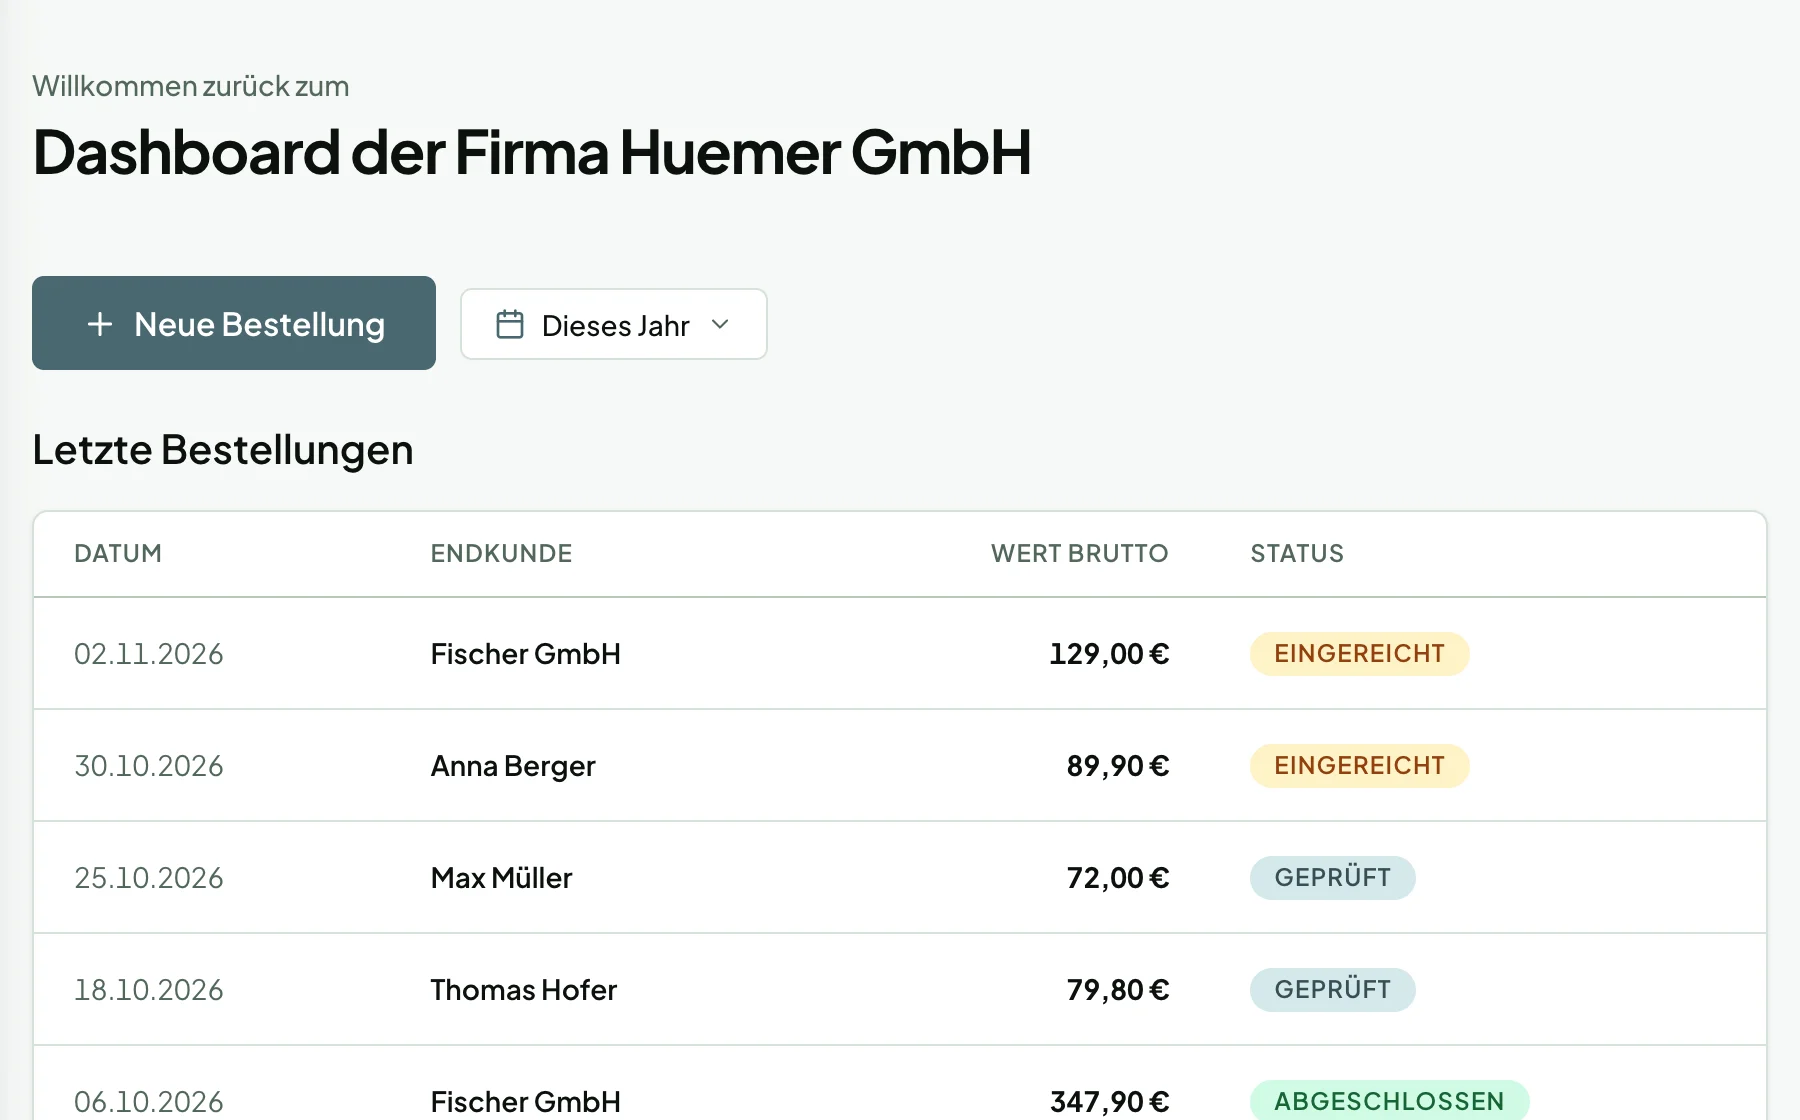 Willkommen zurück zum
Dashboard der Firma Huemer GmbH
Neue Bestellung
Dieses Jahr
Letzte Bestellungen
DATUM ENDKUNDE WERT BRUTTO STATUS
02.11.2026 Fischer GmbH 129,00 € EINGEREICHT
30.10.2026 Anna Berger 89,90 € EINGEREICHT
25.10.2026 Max Müller 72,00 € GEPRÜFT
18.10.2026 Thomas Hofer 79,80 € GEPRÜFT
06.10.2026 Fischer GmbH 347,90 € ABGESCHLOSSEN